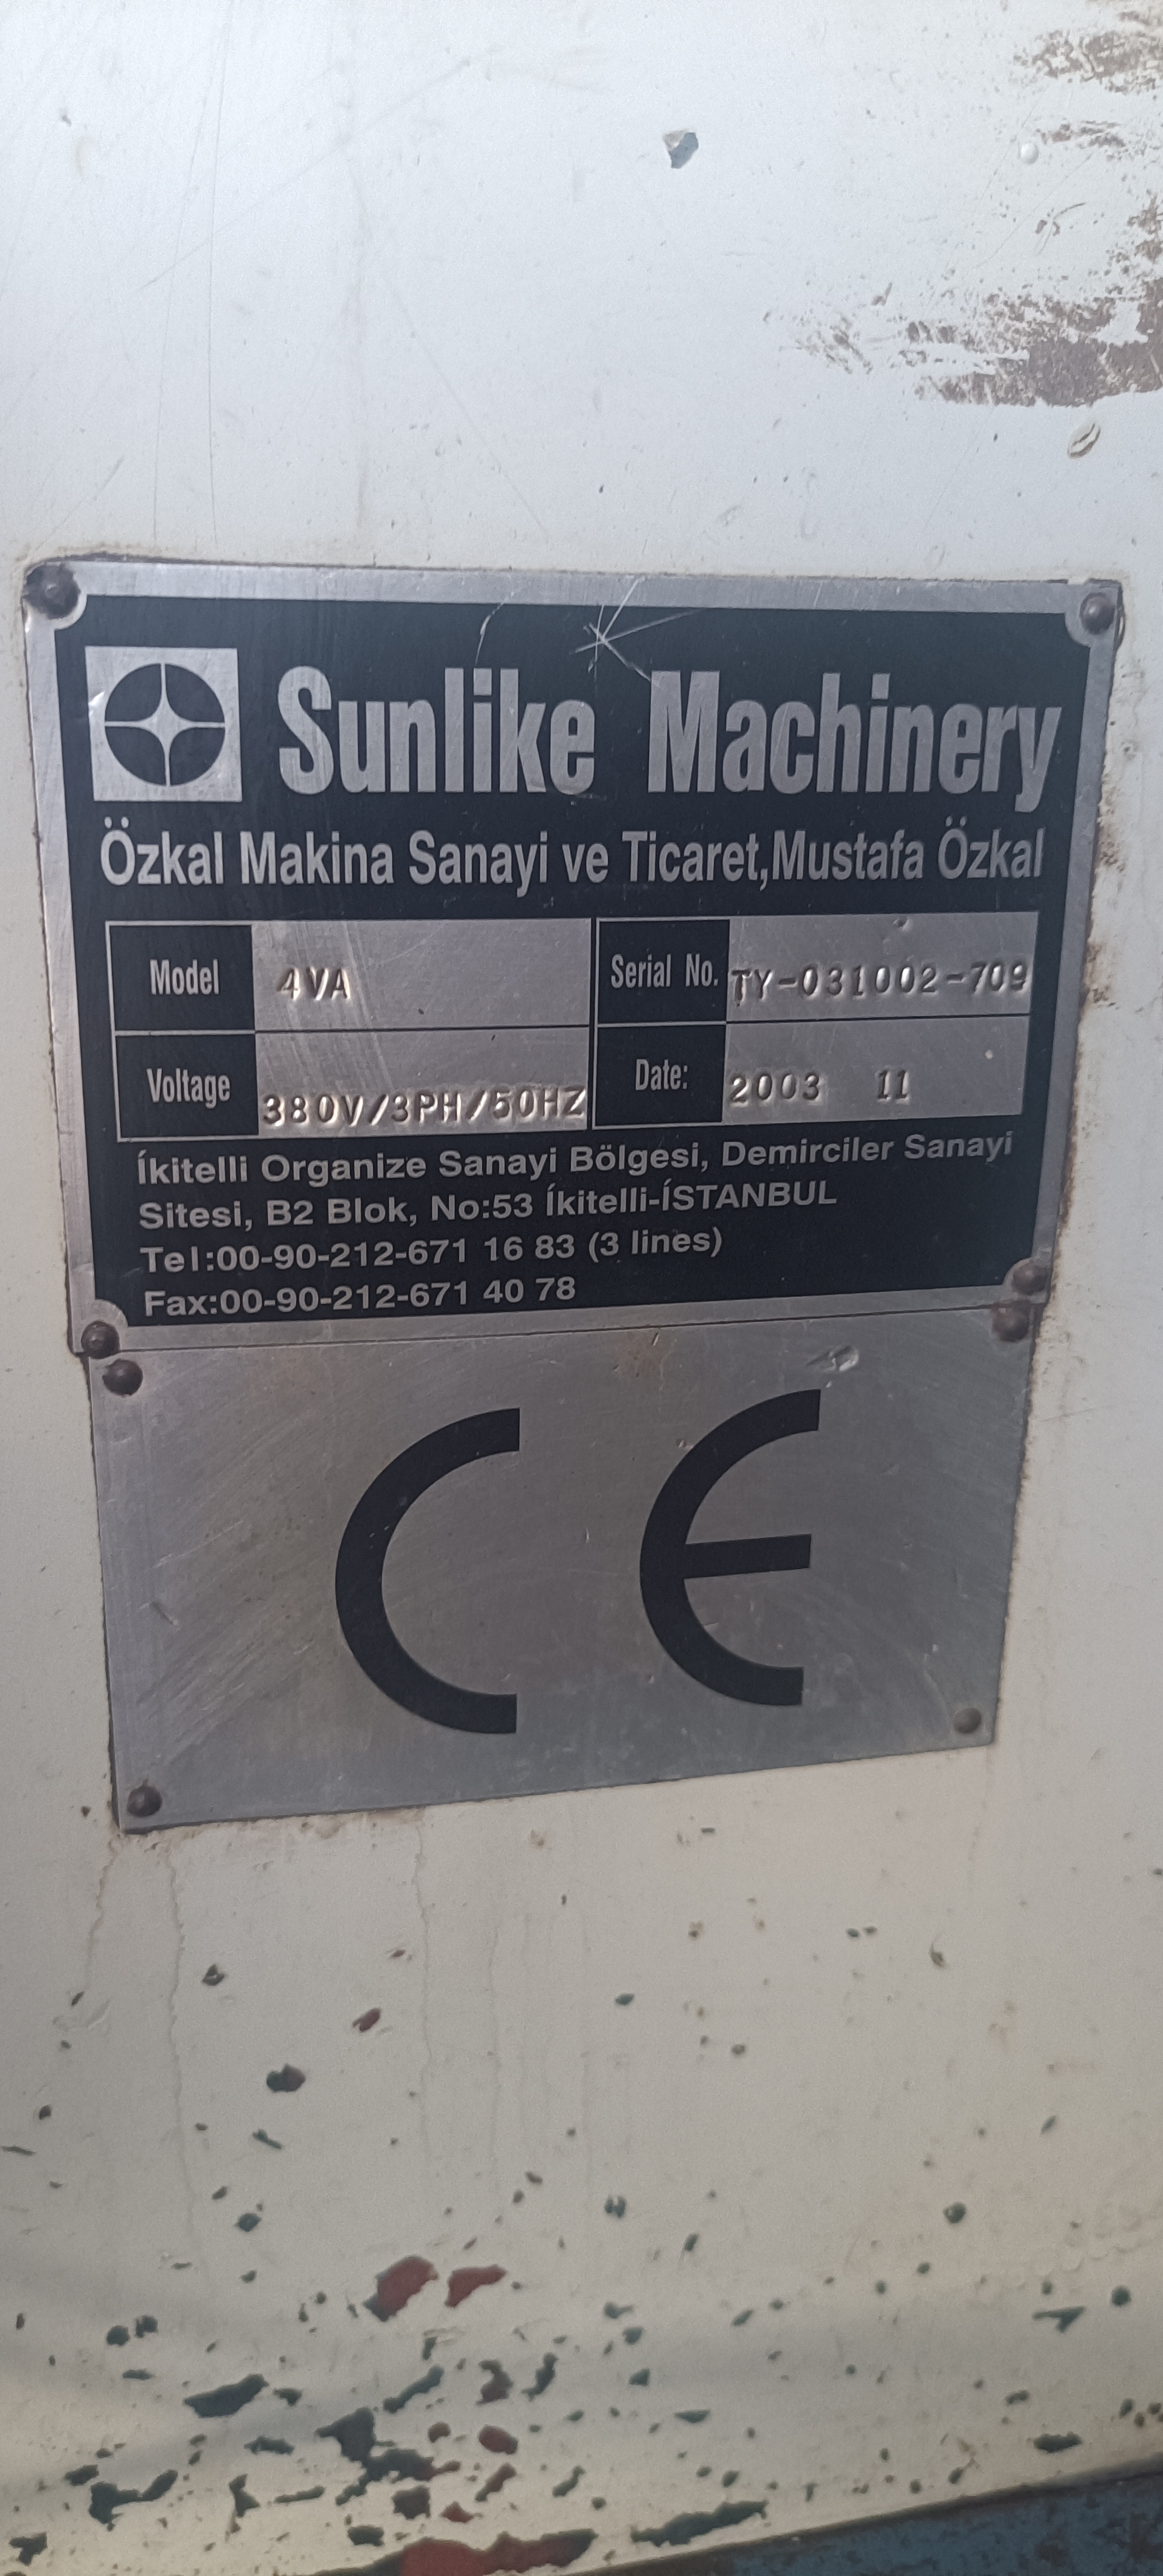 Sunlike Machinery
Özkal Makina Sanayi ve Ticaret,Mustafa Özkal
Model 4VA Serial No. TY-031002-709
Voltage 380V/3PH/50HZ Date: 2003 11
İkitelli Organize Sanayi Bölgesi, Demirciler Sanayi
Sitesi, B2 Blok, No:53 İkitelli-İSTANBUL
Tel:00-90-212-671 16 83 (3 lines)
Fax:00-90-212-671 40 78
CE